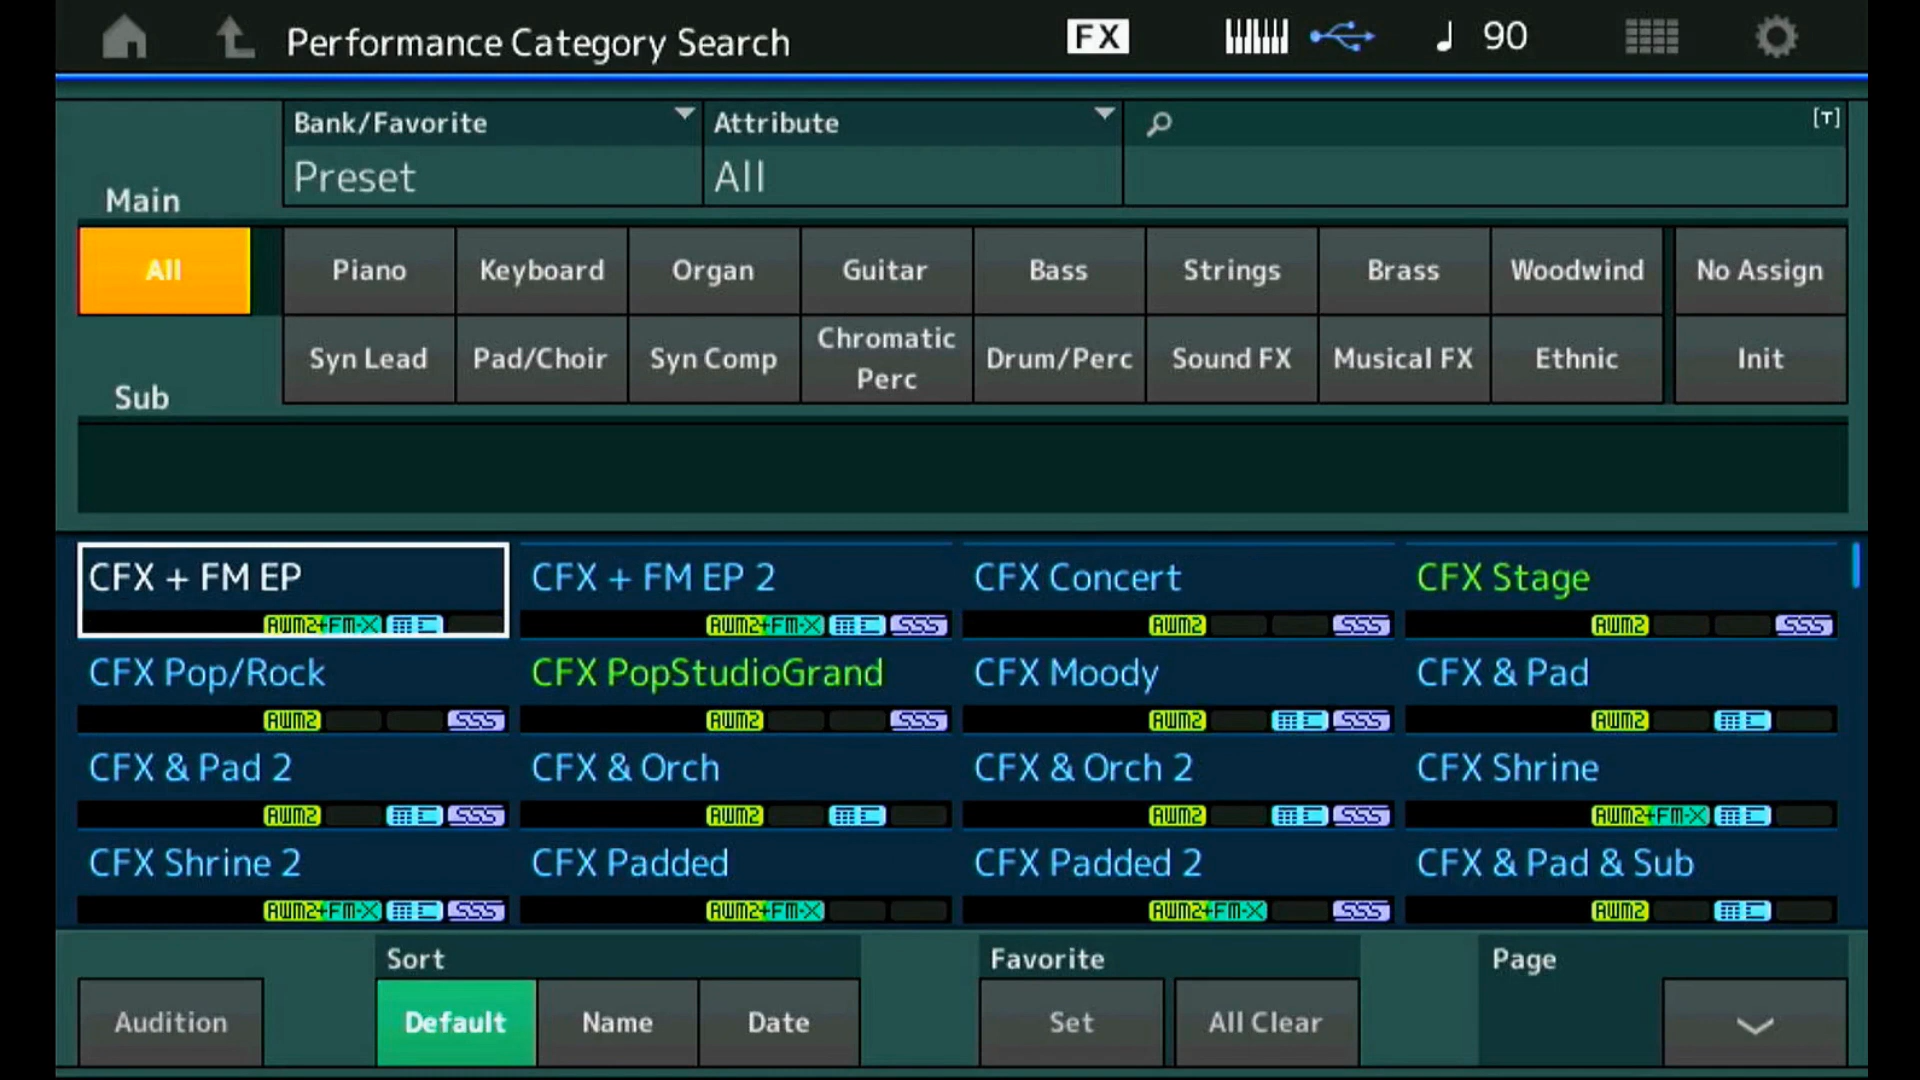 Performance Category Search FX 90
Bank/Favorite Attribute [T]
Preset All
Main
All Piano Keyboard Organ Guitar Bass Strings Brass Woodwind No Assign
Syn Lead Pad/Choir Syn Comp Chromatic Perc Drum/Perc Sound FX Musical FX Ethnic Init
Sub
CFX + FM EP CFX + FM EP 2 CFX Concert CFX Stage
AWM2+FM-X AWM2+FM-X SSS AWM2 SSS AWM2 SSS
CFX Pop/Rock CFX PopStudioGrand CFX Moody CFX & Pad
AWM2 SSS AWM2 SSS AWM2 SSS AWM2
CFX & Pad 2 CFX & Orch CFX & Orch 2 CFX Shrine
AWM2 SSS AWM2 AWM2 SSS AWM2+FM-X
CFX Shrine 2 CFX Padded CFX Padded 2 CFX & Pad & Sub
AWM2+FM-X SSS AWM2+FM-X AWM2+FM-X SSS AWM2
Sort Favorite Page
Audition Default Name Date Set All Clear